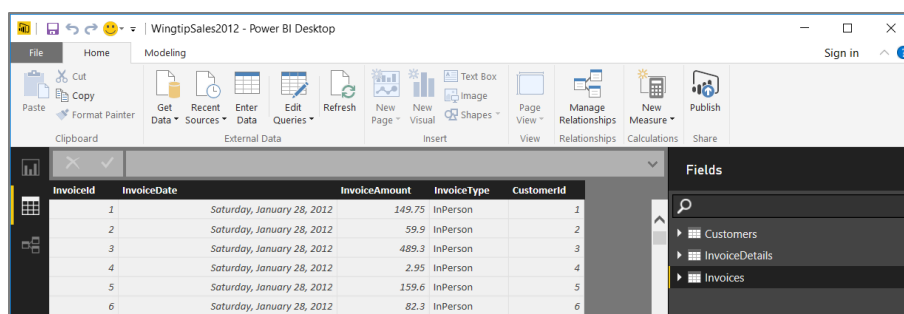 WingtipSales2012 - Power BI Desktop
File Home Modeling Sign in
Paste
Cut
Copy
Format Painter
Clipboard
Get Data
Recent Sources
Enter Data
Edit Queries
Refresh
External Data
New Page
New Visual
Text Box
Image
Shapes
Insert
Page View
View
Manage Relationships
Relationships
New Measure
Calculations
Publish
Share
InvoiceId InvoiceDate InvoiceAmount InvoiceType CustomerId
1 Saturday, January 28, 2012 149.75 InPerson 1
2 Saturday, January 28, 2012 59.9 InPerson 2
3 Saturday, January 28, 2012 489.3 InPerson 3
4 Saturday, January 28, 2012 2.95 InPerson 4
5 Saturday, January 28, 2012 159.6 InPerson 5
6 Saturday, January 28, 2012 82.3 InPerson 6
Fields
Customers
InvoiceDetails
Invoices